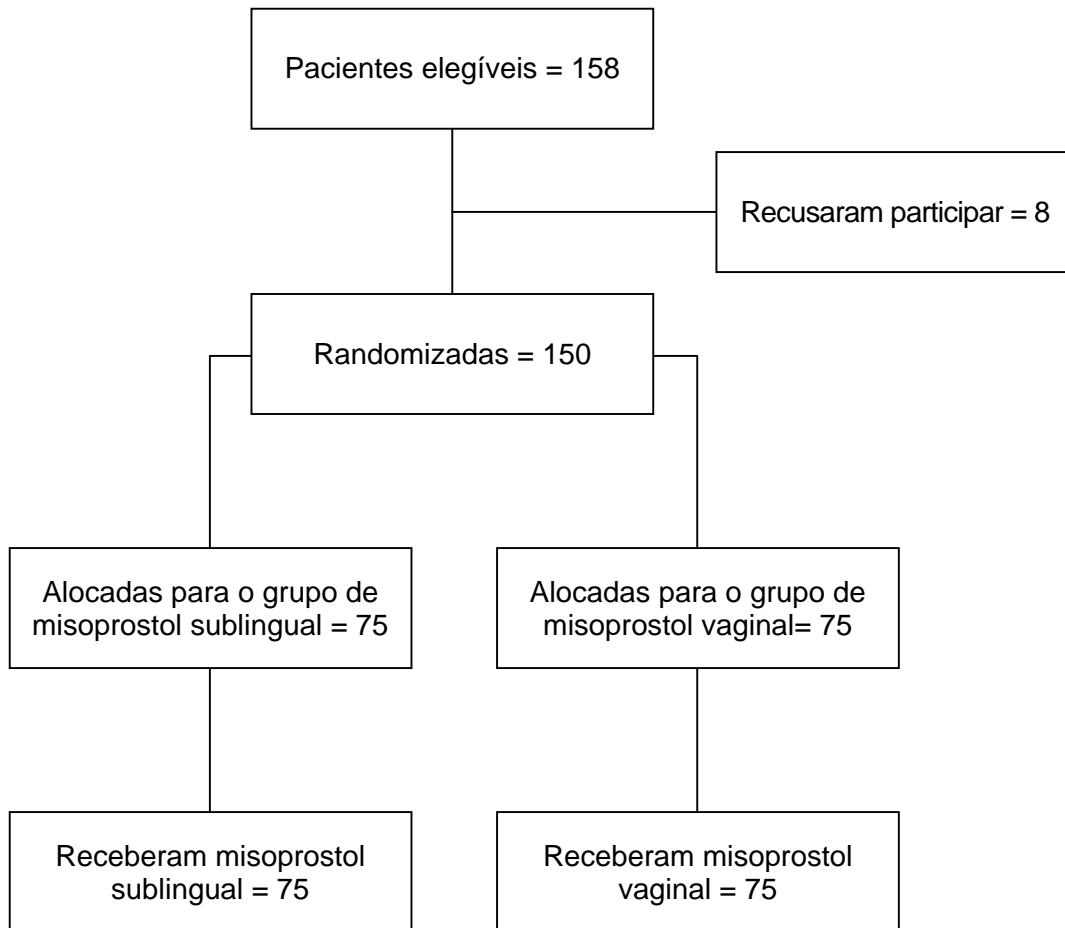 Pacientes elegíveis = 158
Recusaram participar = 8
Randomizadas = 150
Alocadas para o grupo de
misoprostol sublingual = 75
Alocadas para o grupo de
misoprostol vaginal= 75
Receberam misoprostol
sublingual = 75
Receberam misoprostol
vaginal = 75